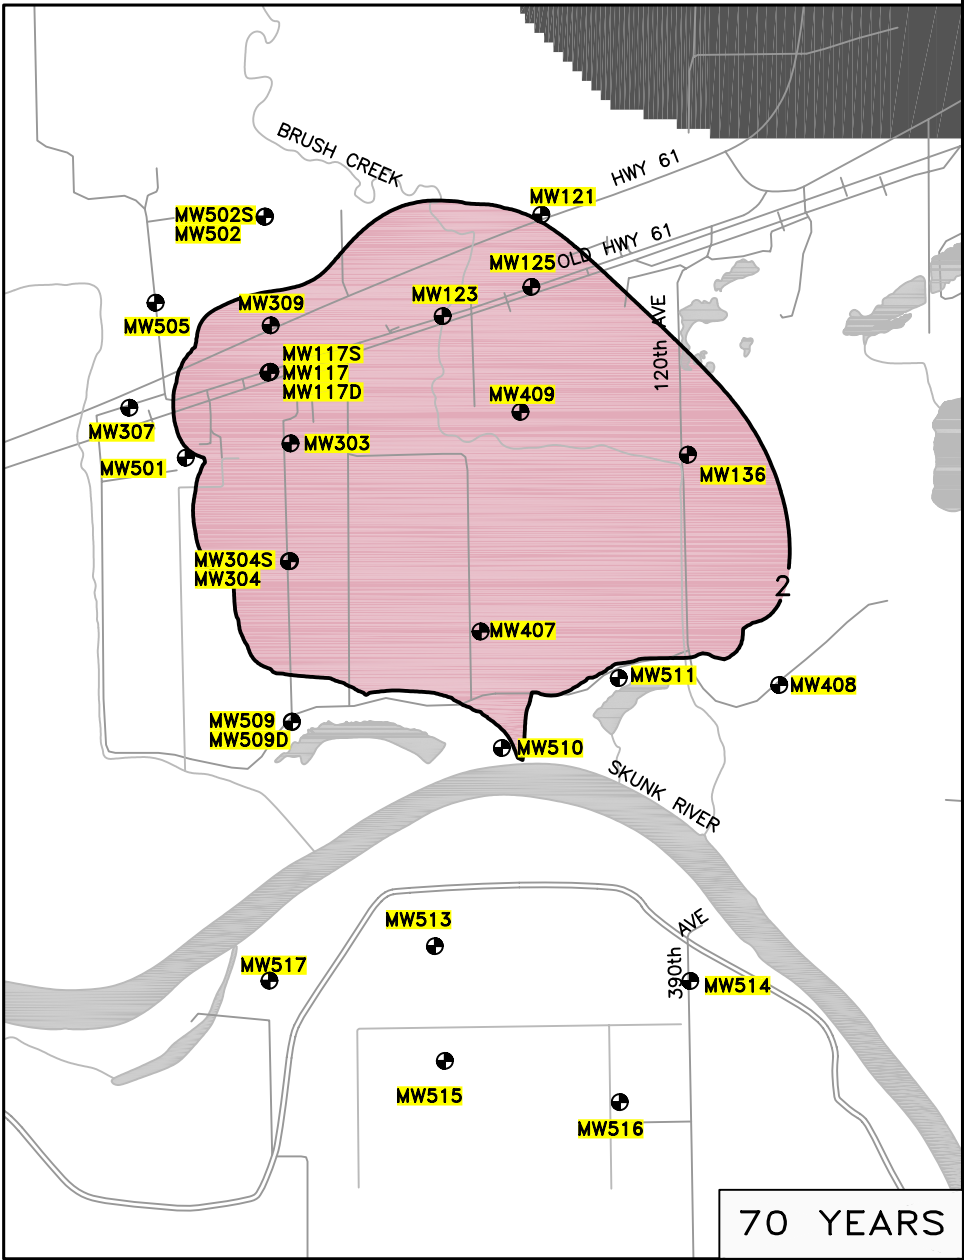 BRUSH CREEK
HWY 61
MW121
MW502S
MW502
OLD HWY 61
MW125
MW123
MW309
MW505
120th AVE
MW117S
MW117
MW117D
MW409
MW307
MW303
MW501
MW136
MW304S
MW304
2
MW407
MW511
MW408
MW509
MW509D
MW510
SKUNK RIVER
MW513
390th AVE
MW517
MW514
MW515
MW516
70 YEARS